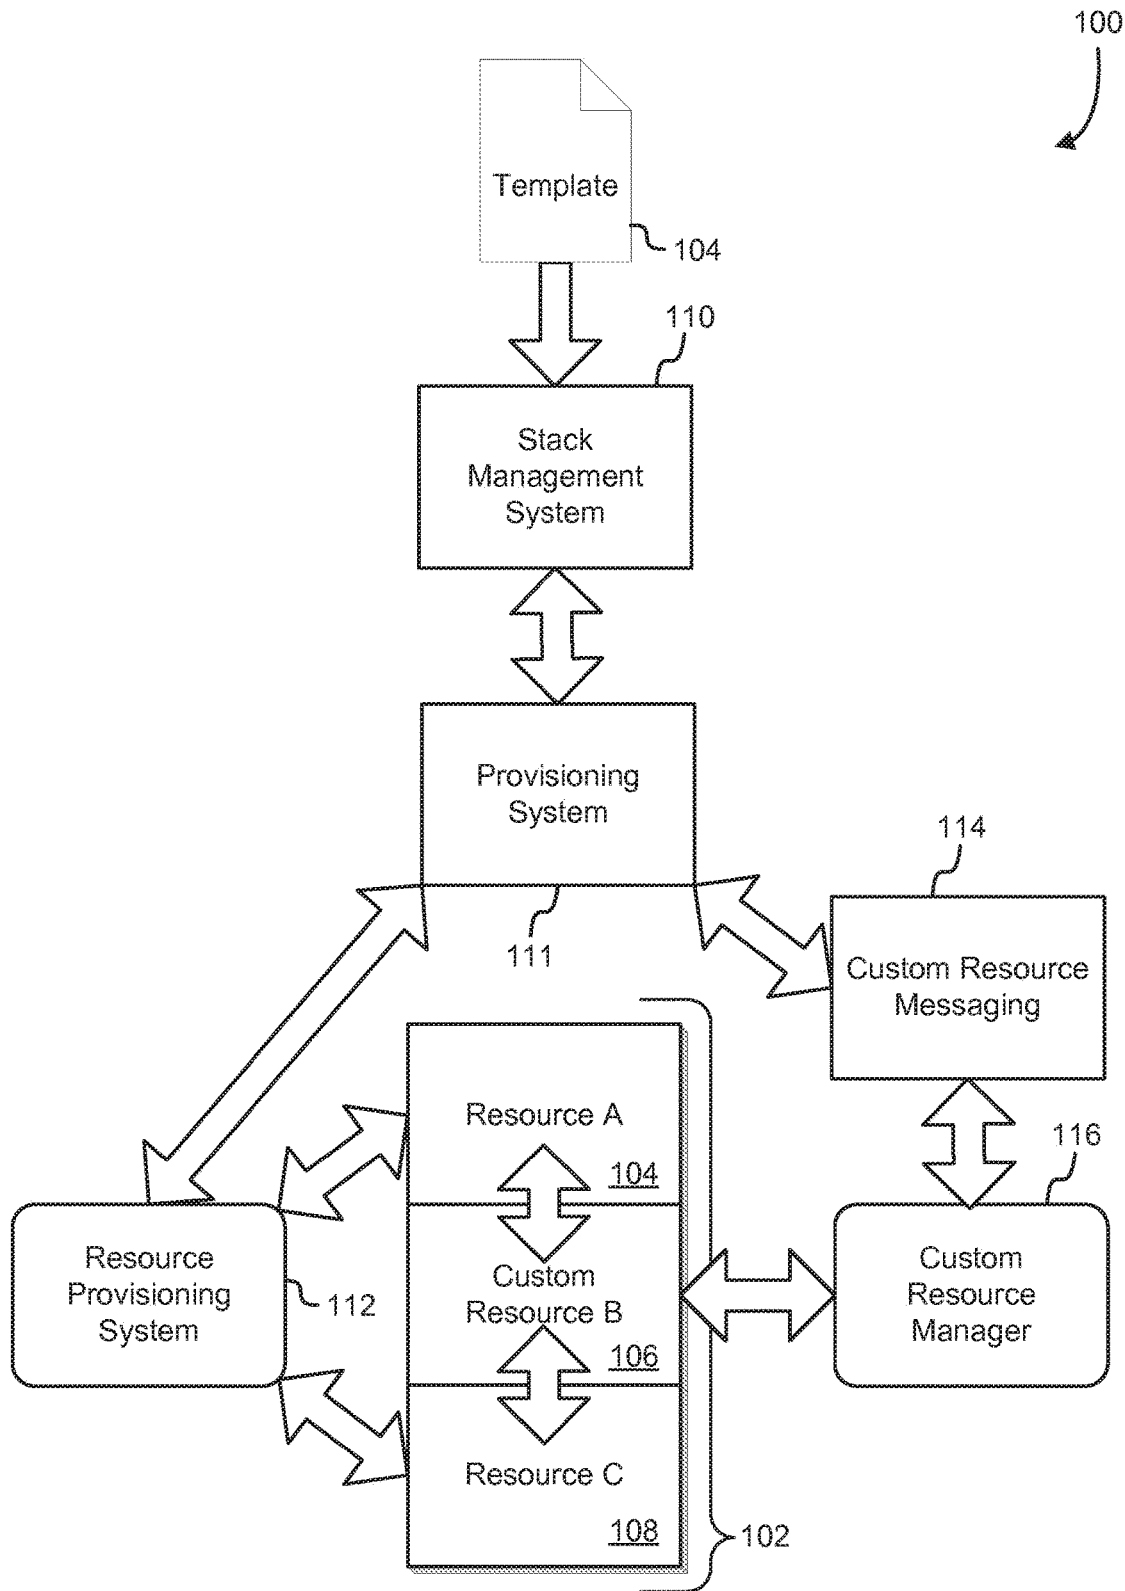 100
Template
104
110
Stack
Management
System
Provisioning
System
111
114
Custom Resource
Messaging
Resource A
104
116
Resource
Provisioning
System
112
Custom
Resource B
106
Custom
Resource
Manager
Resource C
108
102